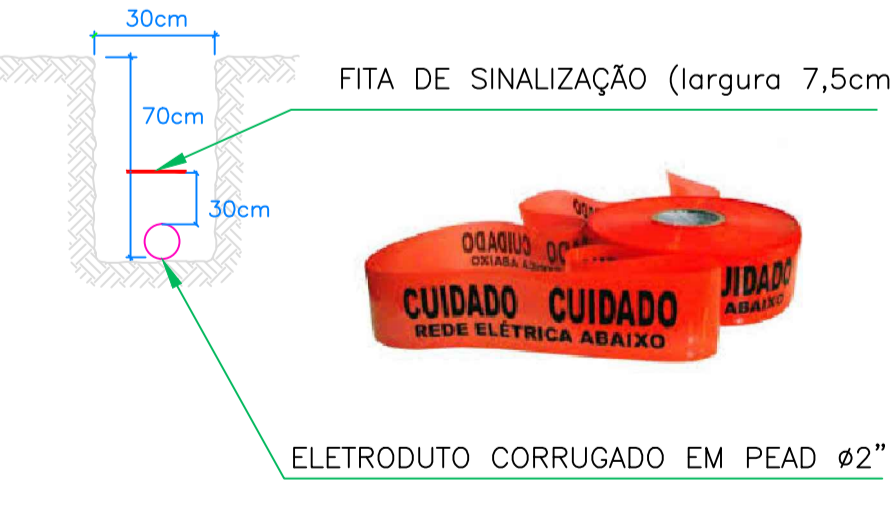 30cm
FITA DE SINALIZAÇÃO (largura 7,5cm
70cm
30cm
CUIDADO CUIDADO
REDE ELÉTRICA ABAIXO
CUIDADO
ABAIXO
ELETRODUTO CORRUGADO EM PEAD ø2”